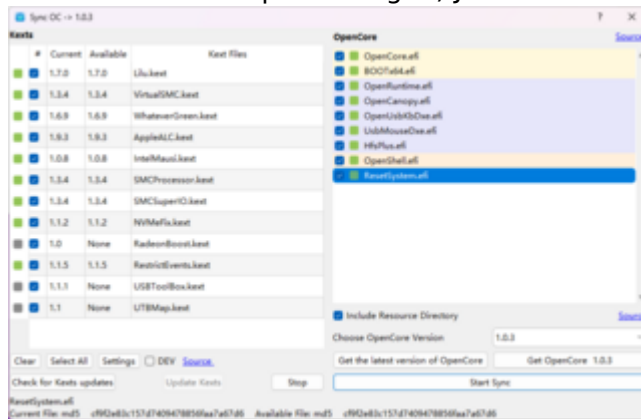 Sync OC -> 1.0.3
? ×
Kexts
# Current Available Kext Files
1.7.0 1.7.0 Lilu.kext
1.3.4 1.3.4 VirtualSMC.kext
1.6.9 1.6.9 WhateverGreen.kext
1.9.3 1.9.3 AppleALC.kext
1.0.8 1.0.8 IntelMausi.kext
1.3.4 1.3.4 SMCProcessor.kext
1.3.4 1.3.4 SMCSuperIO.kext
1.1.2 1.1.2 NVMeFix.kext
1.0 None RadeonBoost.kext
1.1.5 1.1.5 RestrictEvents.kext
1.1.1 None USBToolBox.kext
1.1 None UTBMap.kext
Clear Select All Settings DEV Source.
Check for Kexts updates Update Kexts Stop
OpenCore Source
OpenCore.efi
BOOTx64.efi
OpenRuntime.efi
OpenCanopy.efi
OpenUsbKbDxe.efi
UsbMouseDxe.efi
HfsPlus.efi
OpenShell.efi
ResetSystem.efi
Include Resource Directory Source
Choose OpenCore Version 1.0.3
Get the latest version of OpenCore Get OpenCore 1.0.3
Start Sync
ResetSystem.efi
Current File: md5 Available File: md5